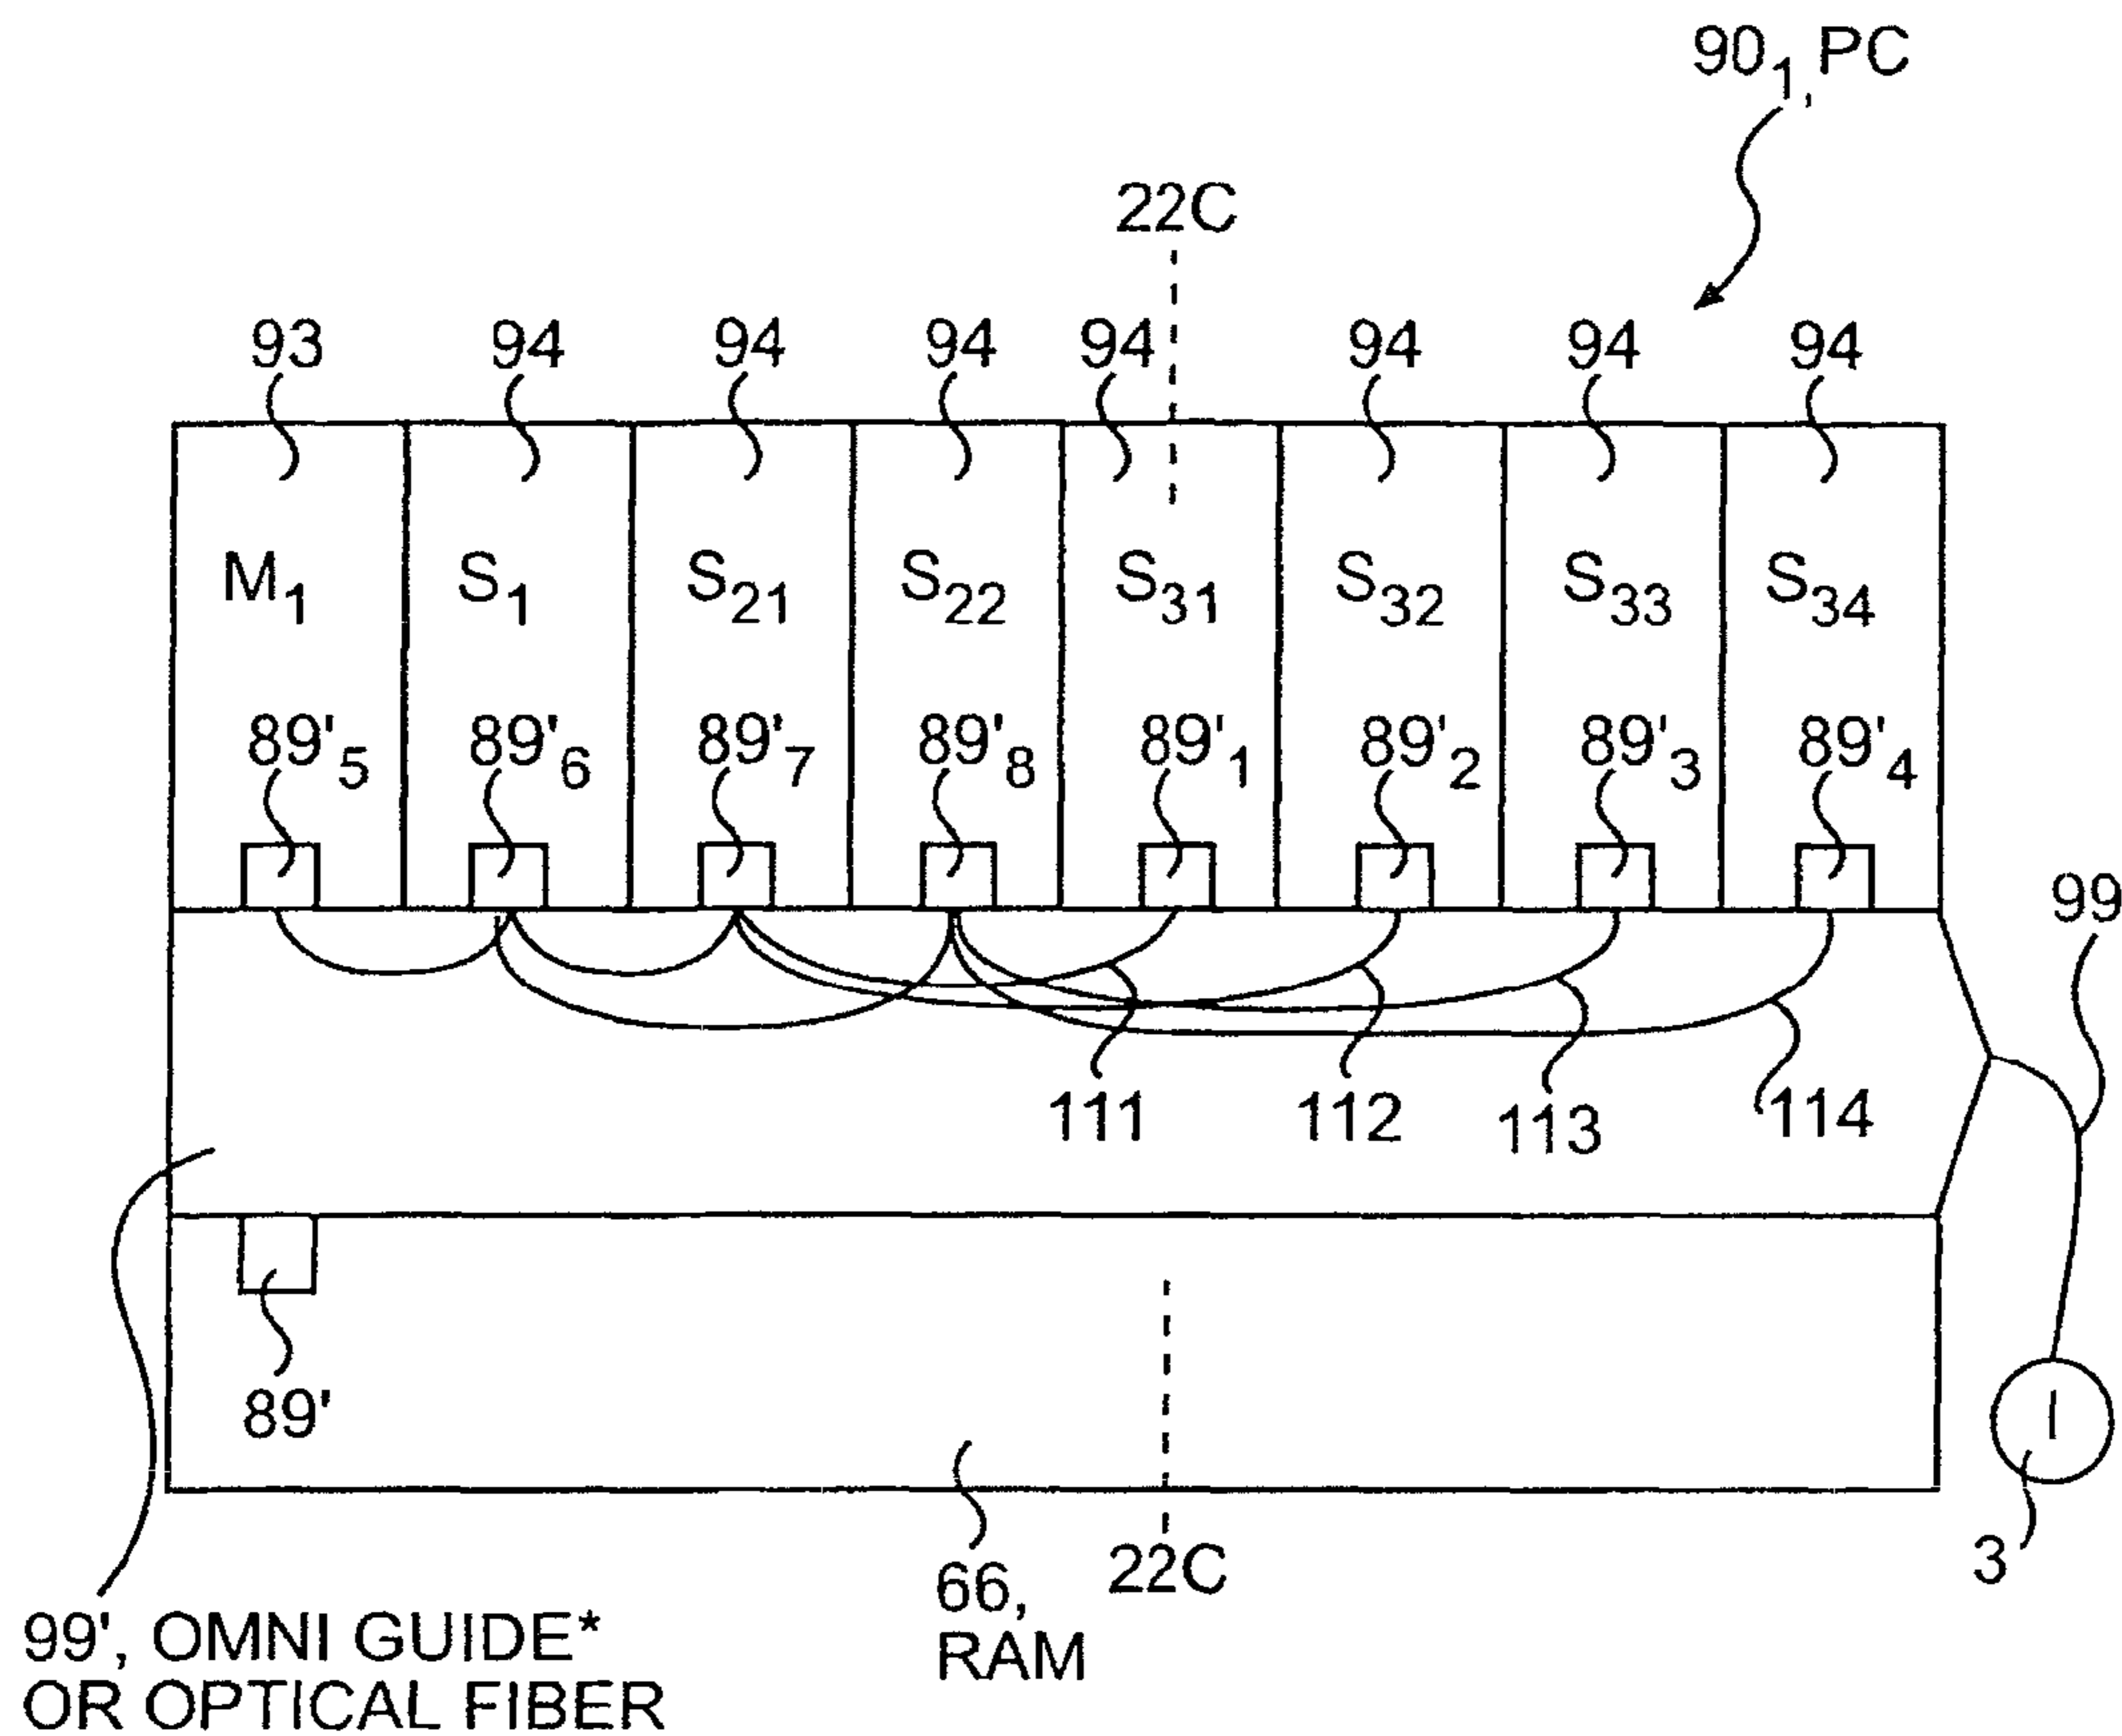 90₁, PC
22C
93 94 94 94 94 94 94 94
M₁ S₁ S₂₁ S₂₂ S₃₁ S₃₂ S₃₃ S₃₄
89'₅ 89'₆ 89'₇ 89'₈ 89'₁ 89'₂ 89'₃ 89'₄
99
111 112 113 114
89'
I
3
22C
66,
RAM
99', OMNI GUIDE*
OR OPTICAL FIBER